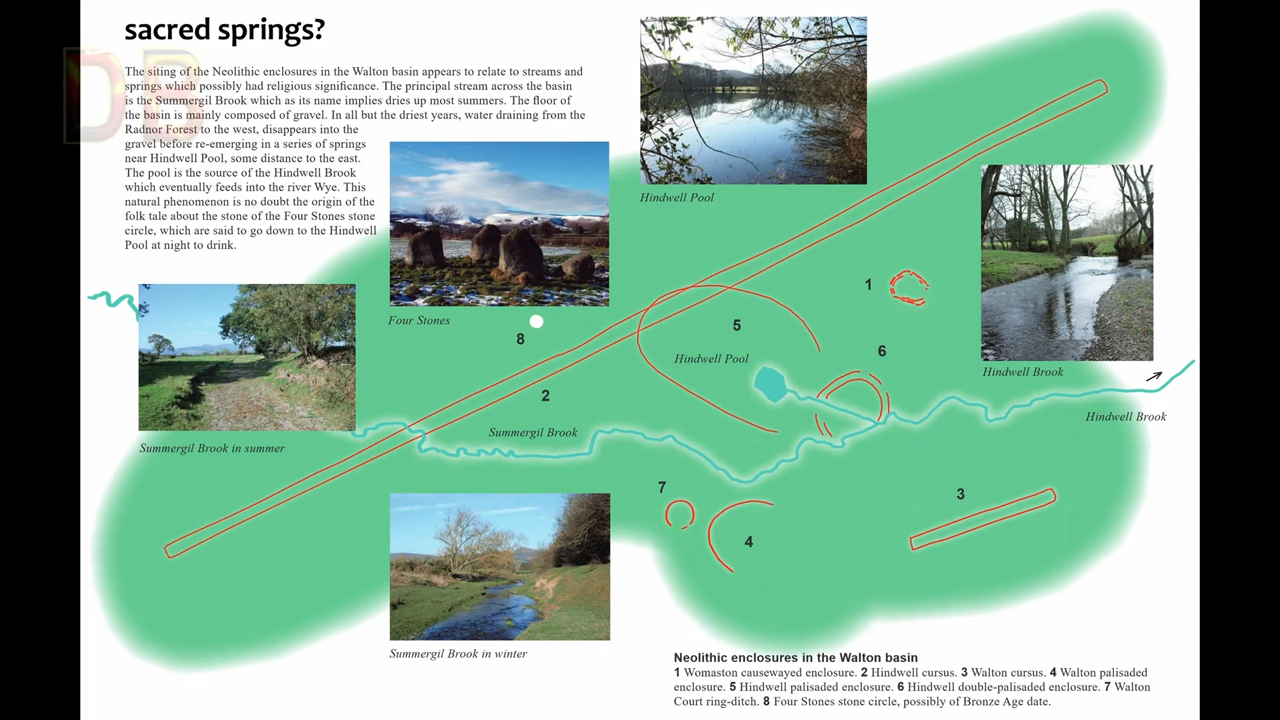 sacred springs?
DB
The siting of the Neolithic enclosures in the Walton basin appears to relate to streams and
springs which possibly had religious significance. The principal stream across the basin
is the Summergil Brook which as its name implies dries up most summers. The floor of
the basin is mainly composed of gravel. In all but the driest years, water draining from the
Radnor Forest to the west, disappears into the
gravel before re-emerging in a series of springs
near Hindwell Pool, some distance to the east.
The pool is the source of the Hindwell Brook
which eventually feeds into the river Wye. This
natural phenomenon is no doubt the origin of the
folk tale about the stone of the Four Stones stone
circle, which are said to go down to the Hindwell
Pool at night to drink.
Hindwell Pool
Four Stones
8
1
5
6
Hindwell Pool
Hindwell Brook
2
Hindwell Brook
Summergil Brook
Summergil Brook in summer
7
3
4
Summergil Brook in winter
Neolithic enclosures in the Walton basin
1 Womaston causewayed enclosure. 2 Hindwell cursus. 3 Walton cursus. 4 Walton palisaded
enclosure. 5 Hindwell palisaded enclosure. 6 Hindwell double-palisaded enclosure. 7 Walton
Court ring-ditch. 8 Four Stones stone circle, possibly of Bronze Age date.